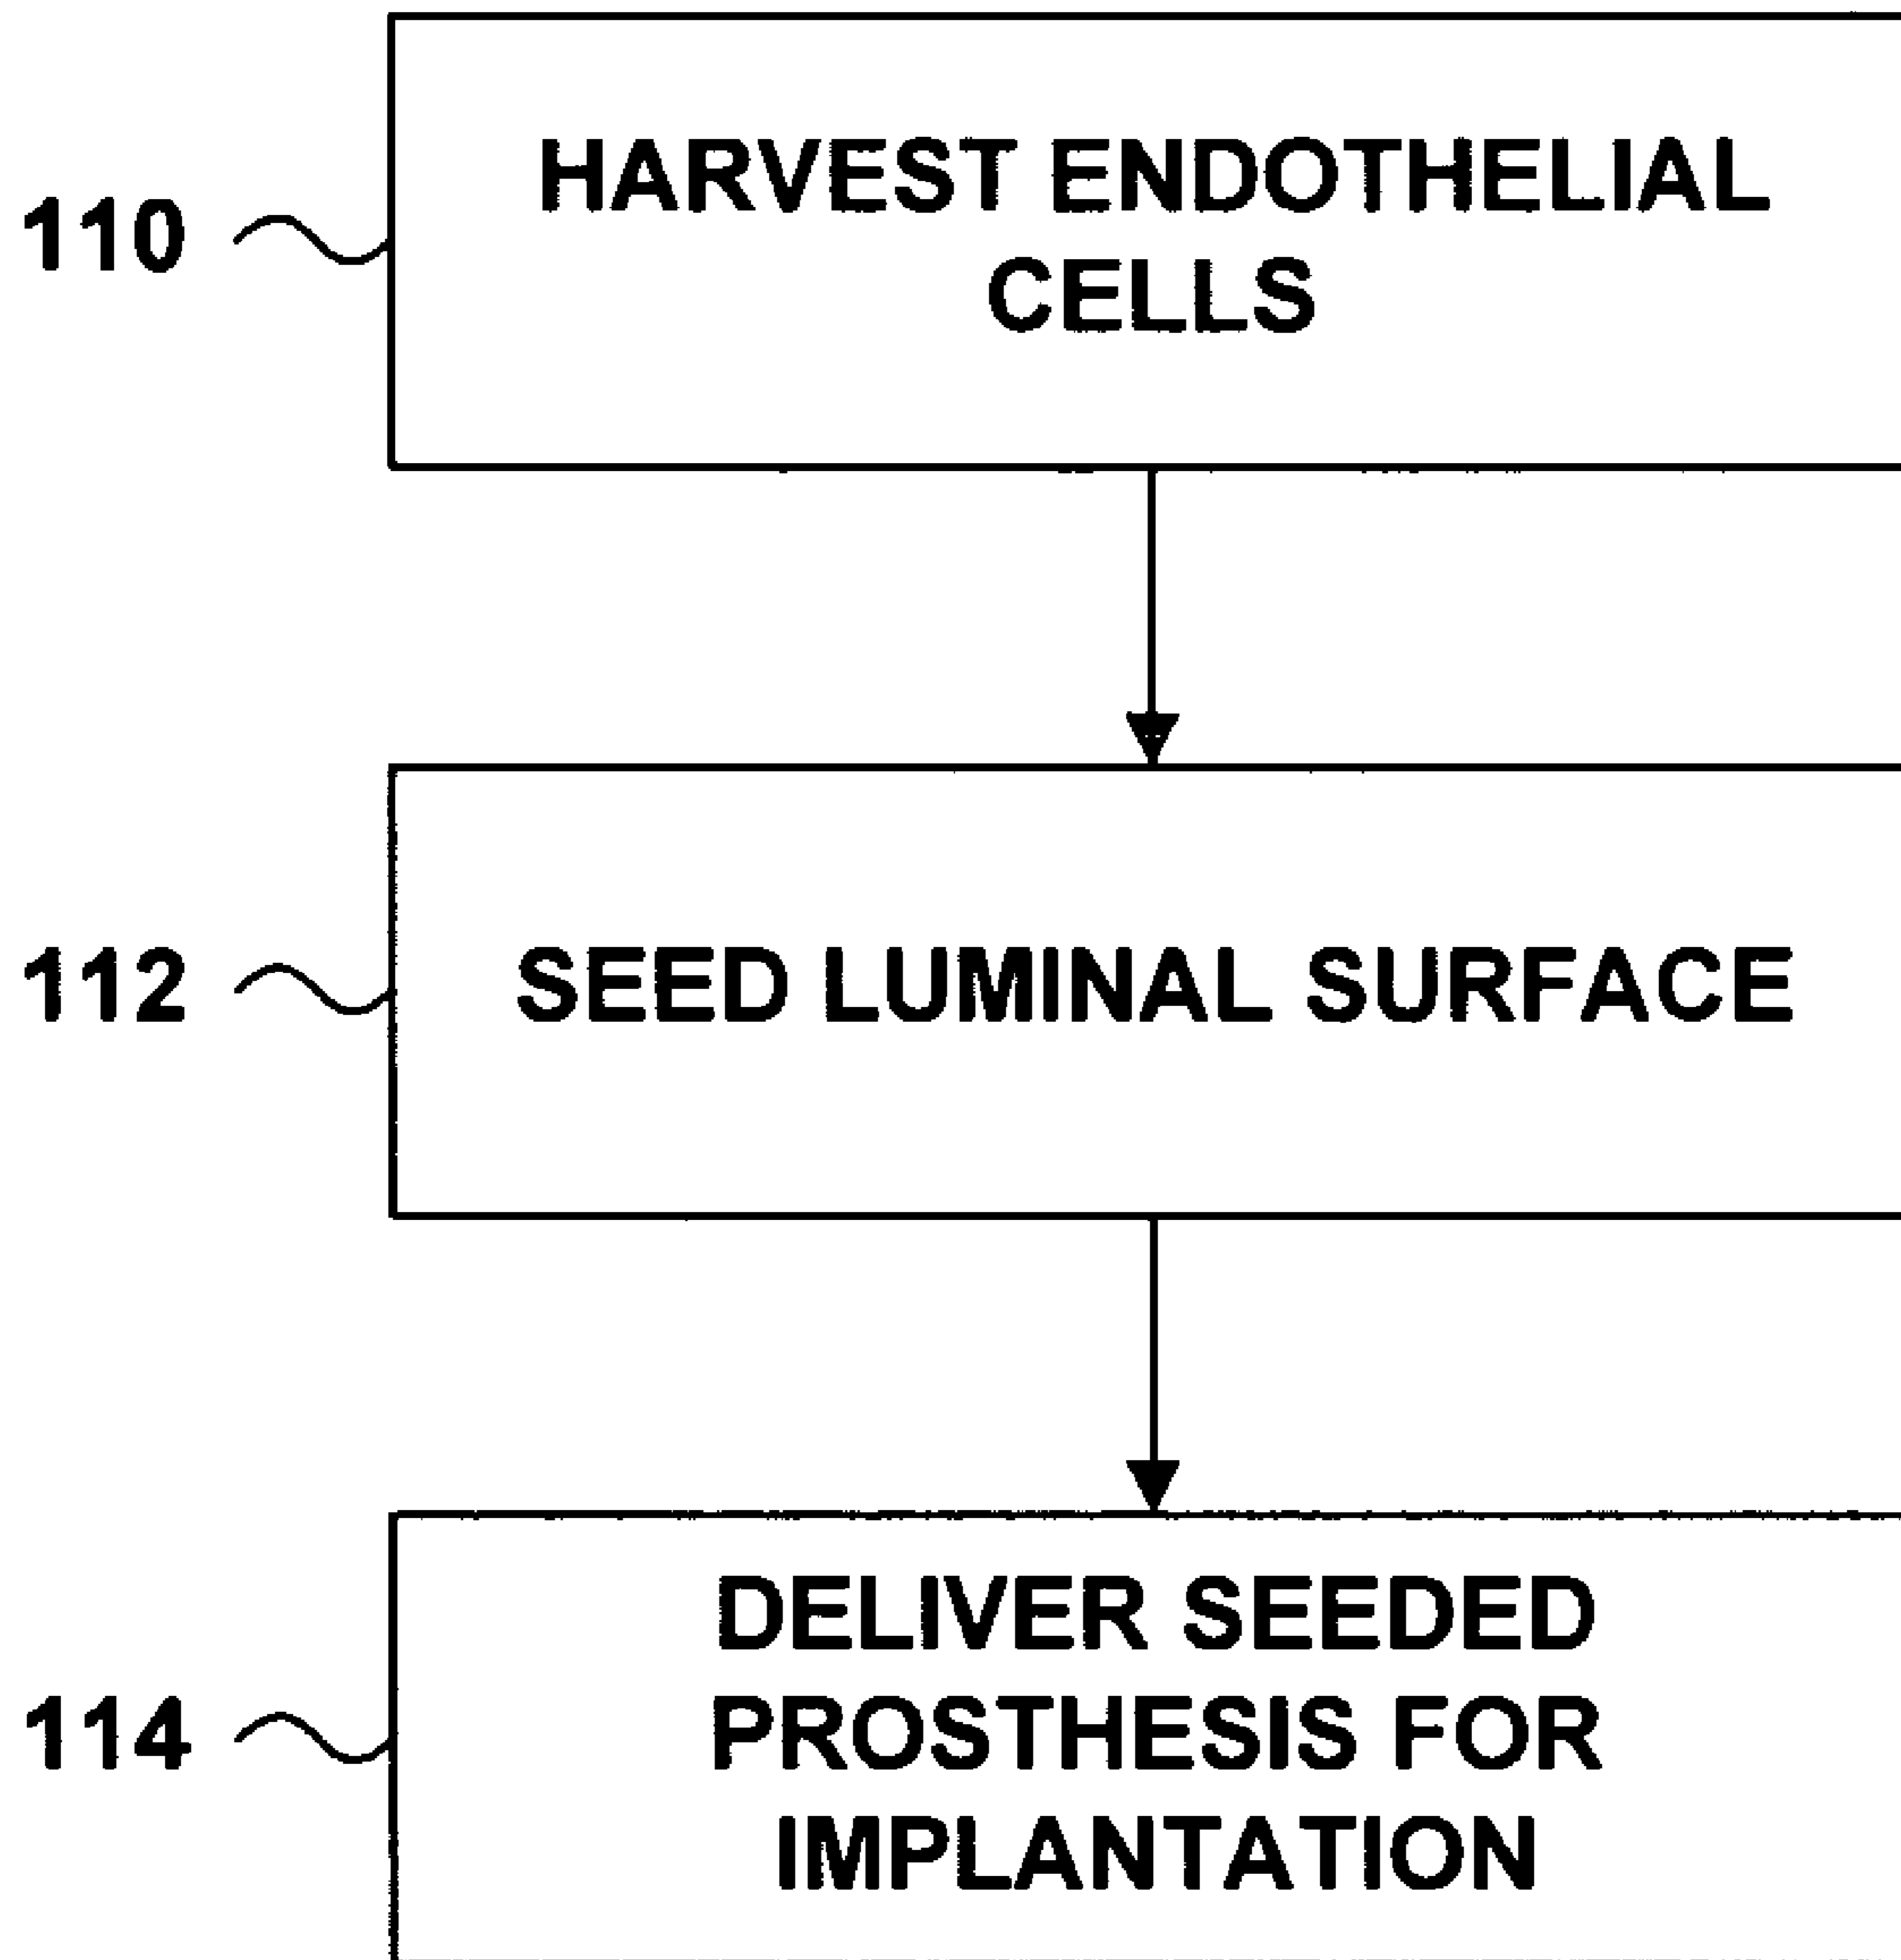 110
HARVEST ENDOTHELIAL
CELLS
112
SEED LUMINAL SURFACE
114
DELIVER SEEDED
PROSTHESIS FOR
IMPLANTATION